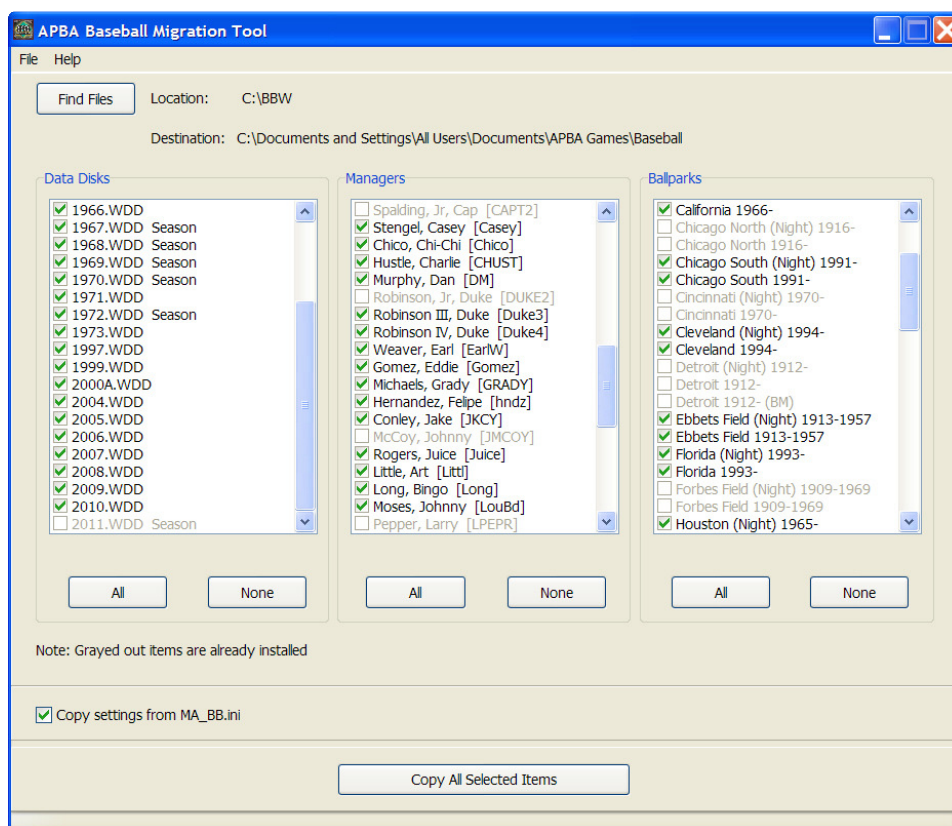 APBA Baseball Migration Tool
File Help
Find Files Location: C:\BBW
Destination: C:\Documents and Settings\All Users\Documents\APBA Games\Baseball
Data Disks
1966.WDD
1967.WDD Season
1968.WDD Season
1969.WDD Season
1970.WDD Season
1971.WDD
1972.WDD Season
1973.WDD
1997.WDD
1999.WDD
2000A.WDD
2004.WDD
2005.WDD
2006.WDD
2007.WDD
2008.WDD
2009.WDD
2010.WDD
2011.WDD Season
All None
Managers
Spalding, Jr, Cap [CAPT2]
Stengel, Casey [Casey]
Chico, Chi-Chi [Chico]
Hustle, Charlie [CHUST]
Murphy, Dan [DM]
Robinson, Jr, Duke [DUKE2]
Robinson III, Duke [Duke3]
Robinson IV, Duke [Duke4]
Weaver, Earl [EarlW]
Gomez, Eddie [Gomez]
Michaels, Grady [GRADY]
Hernandez, Felipe [hndz]
Conley, Jake [JKCY]
McCoy, Johnny [JMCOY]
Rogers, Juice [Juice]
Little, Art [Littl]
Long, Bingo [Long]
Moses, Johnny [LouBd]
Pepper, Larry [LPEPR]
All None
Ballparks
California 1966-
Chicago North (Night) 1916-
Chicago North 1916-
Chicago South (Night) 1991-
Chicago South 1991-
Cincinnati (Night) 1970-
Cincinnati 1970-
Cleveland (Night) 1994-
Cleveland 1994-
Detroit (Night) 1912-
Detroit 1912-
Detroit 1912- (BM)
Ebbets Field (Night) 1913-1957
Ebbets Field 1913-1957
Florida (Night) 1993-
Florida 1993-
Forbes Field (Night) 1909-1969
Forbes Field 1909-1969
Houston (Night) 1965-
All None
Note: Grayed out items are already installed
Copy settings from MA_BB.ini
Copy All Selected Items